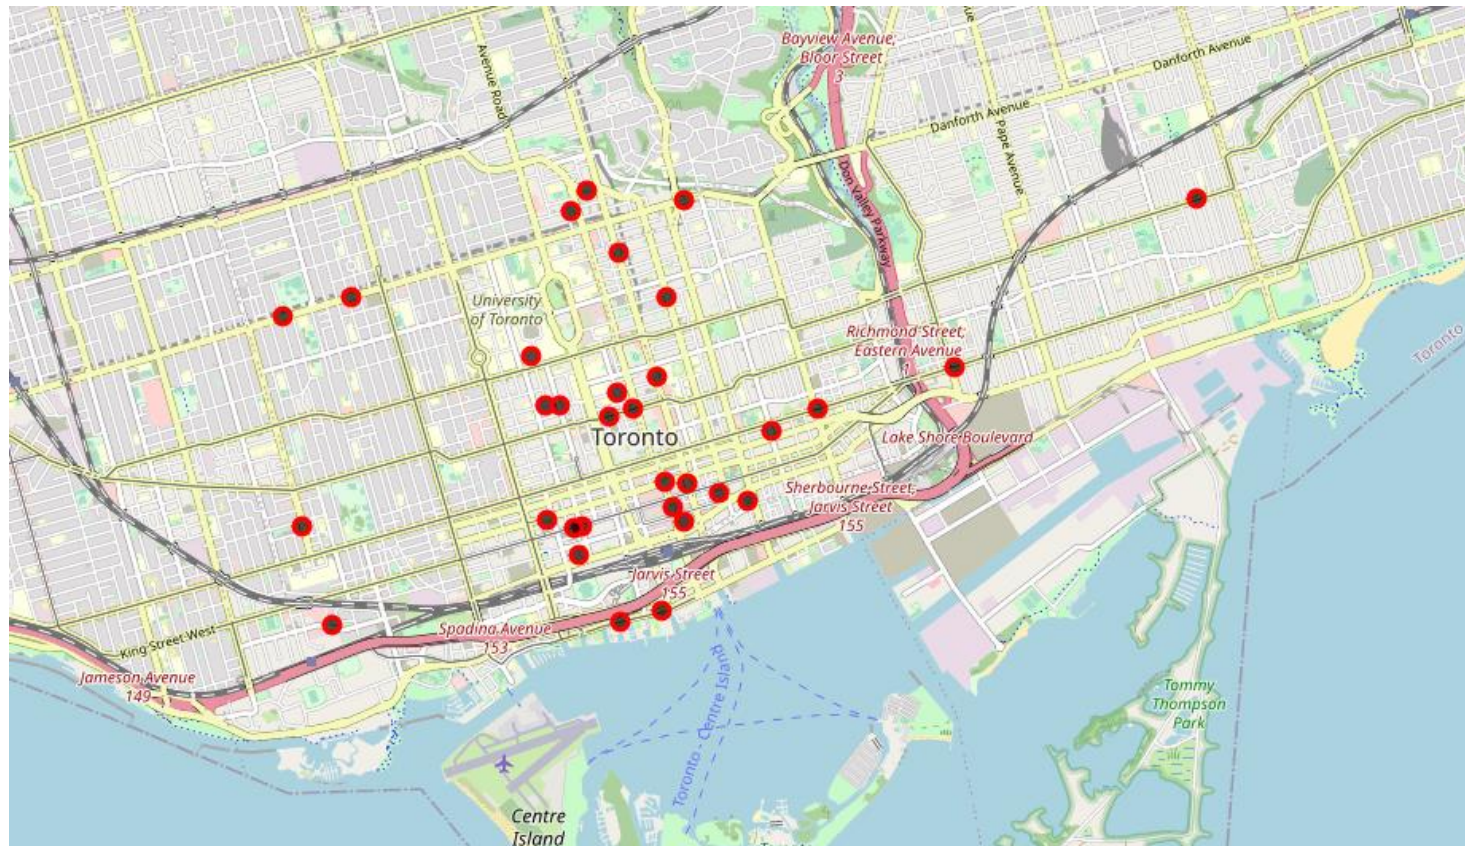 Bayview Avenue,
Bloor Street
3
Danforth Avenue
Avenue Road
Danforth Avenue
Pape Avenue
Don Valley Parkway
University
of Toronto
Richmond Street,
Eastern Avenue
1
Toronto
Toronto
Lake Shore Boulevard
Sherbourne Street,
Jarvis Street
155
Jarvis Street
155
Spadina Avenue
153
King Street West
Jameson Avenue
149
Toronto - Centre Island
Tommy
Thompson
Park
Centre
Island